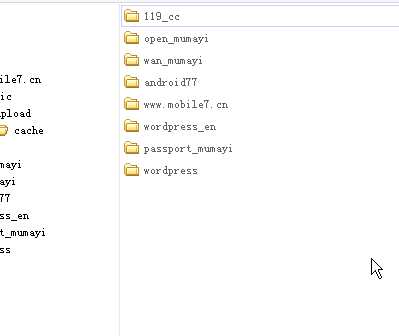 119_cc
open_mumayi
wan_mumayi
android77
www.mobile7.cn
wordpress_en
passport_mumayi
wordpress
ile7.cn
ic
pload
cache
mayi
ayi
77
ss_en
t_mumayi
ss